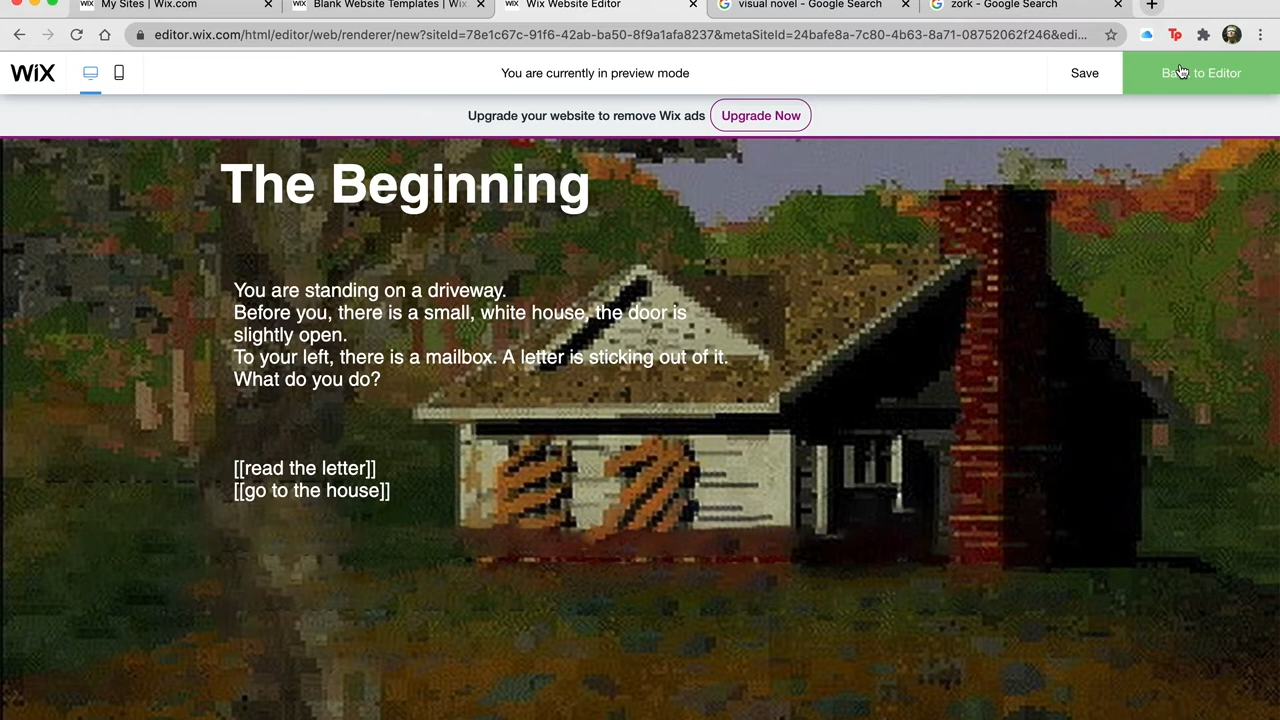 My Sites | Wix.com
Blank Website Templates | Wix
Wix Website Editor
visual novel - Google Search
zork - Google Search
editor.wix.com/html/editor/web/renderer/new?siteId=78e1c67c-91f6-42ab-ba50-8f9a1afa8237&metaSiteId=24bafe8a-7c80-4b63-8a71-08752062f246&edi...
WiX
You are currently in preview mode
Save
Back to Editor
Upgrade your website to remove Wix ads
Upgrade Now
The Beginning
You are standing on a driveway.
Before you, there is a small, white house, the door is
slightly open.
To your left, there is a mailbox. A letter is sticking out of it.
What do you do?
[[read the letter]]
[[go to the house]]